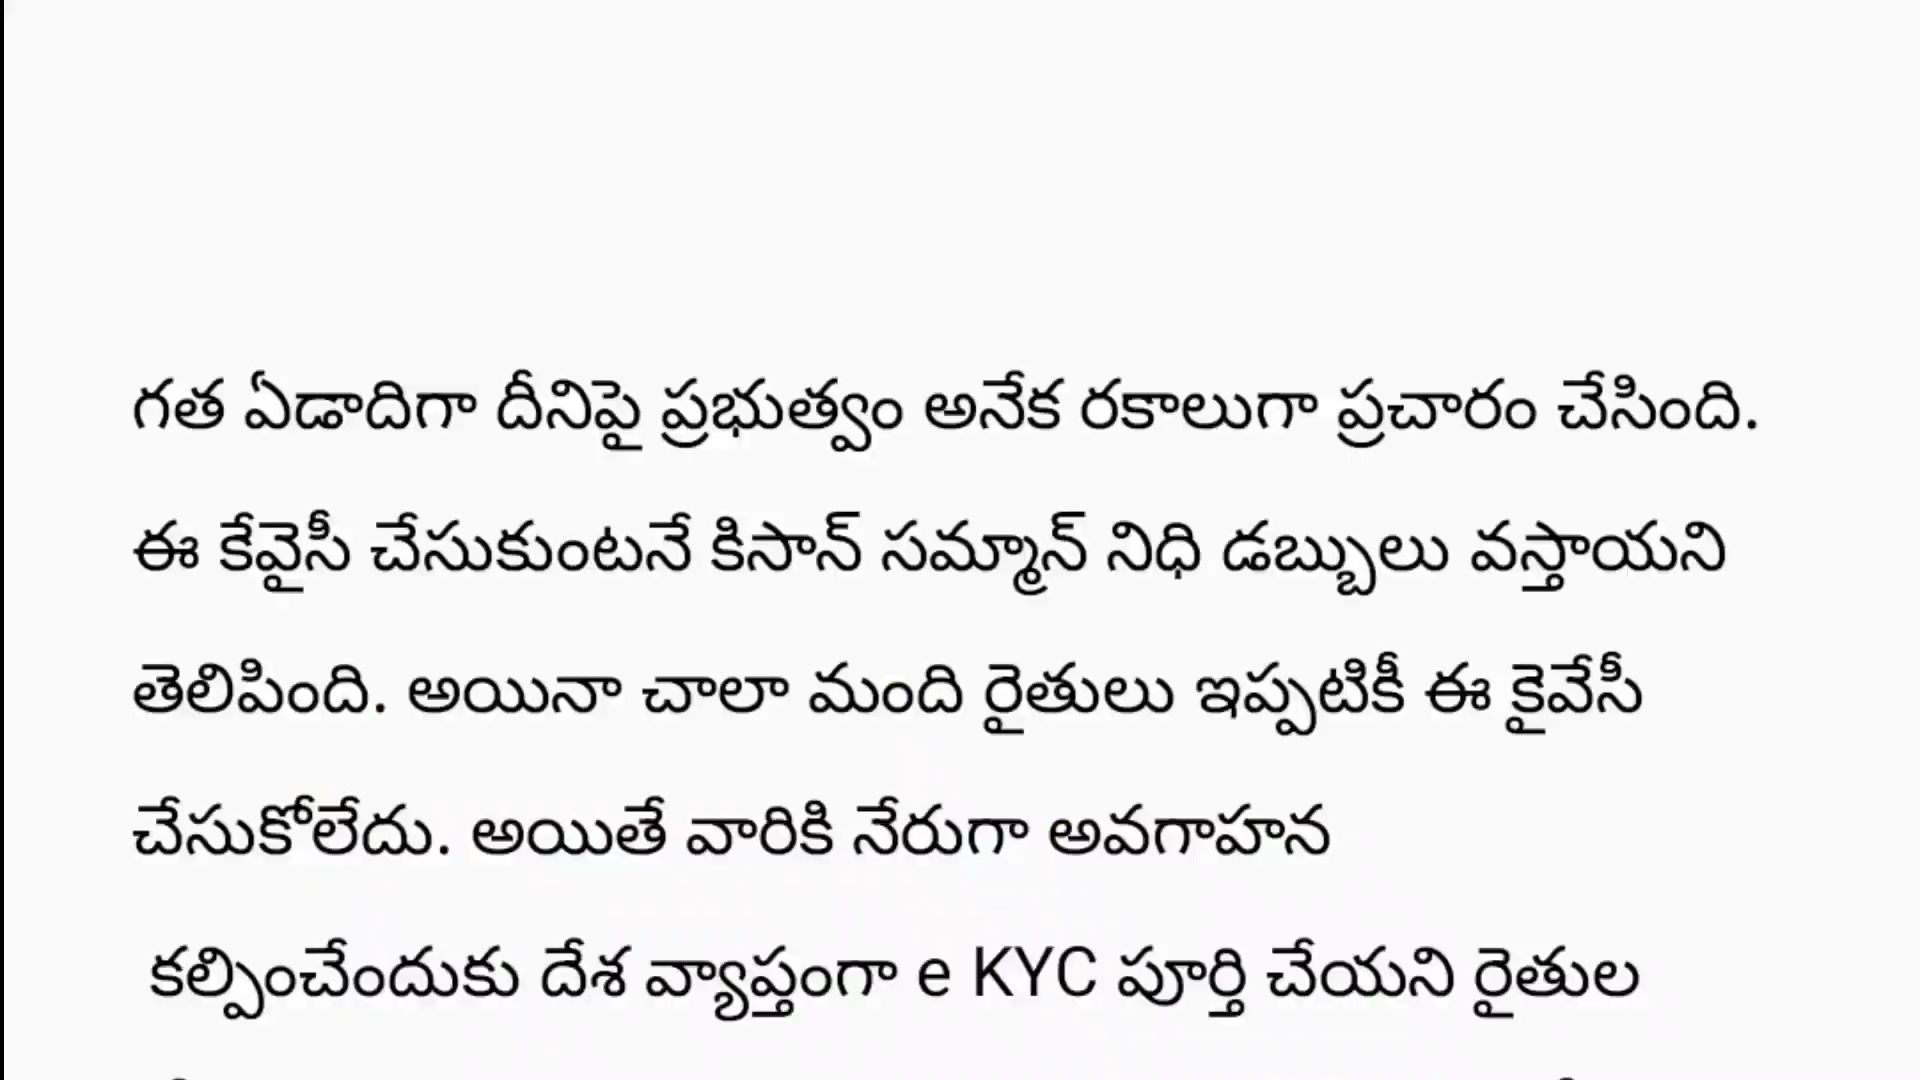 గత ఏడాదిగా దీనిపై ప్రభుత్వం అనేక రకాలుగా ప్రచారం చేసింది.
ఈ కేవైసీ చేసుకుంటనే కిసాన్ సమ్మాన్ నిధి డబ్బులు వస్తాయని
తెలిపింది. అయినా చాలా మంది రైతులు ఇప్పటికీ ఈ కైవేసీ
చేసుకోలేదు. అయితే వారికి నేరుగా అవగాహన
కల్పించేందుకు దేశ వ్యాప్తంగా e KYC పూర్తి చేయని రైతుల